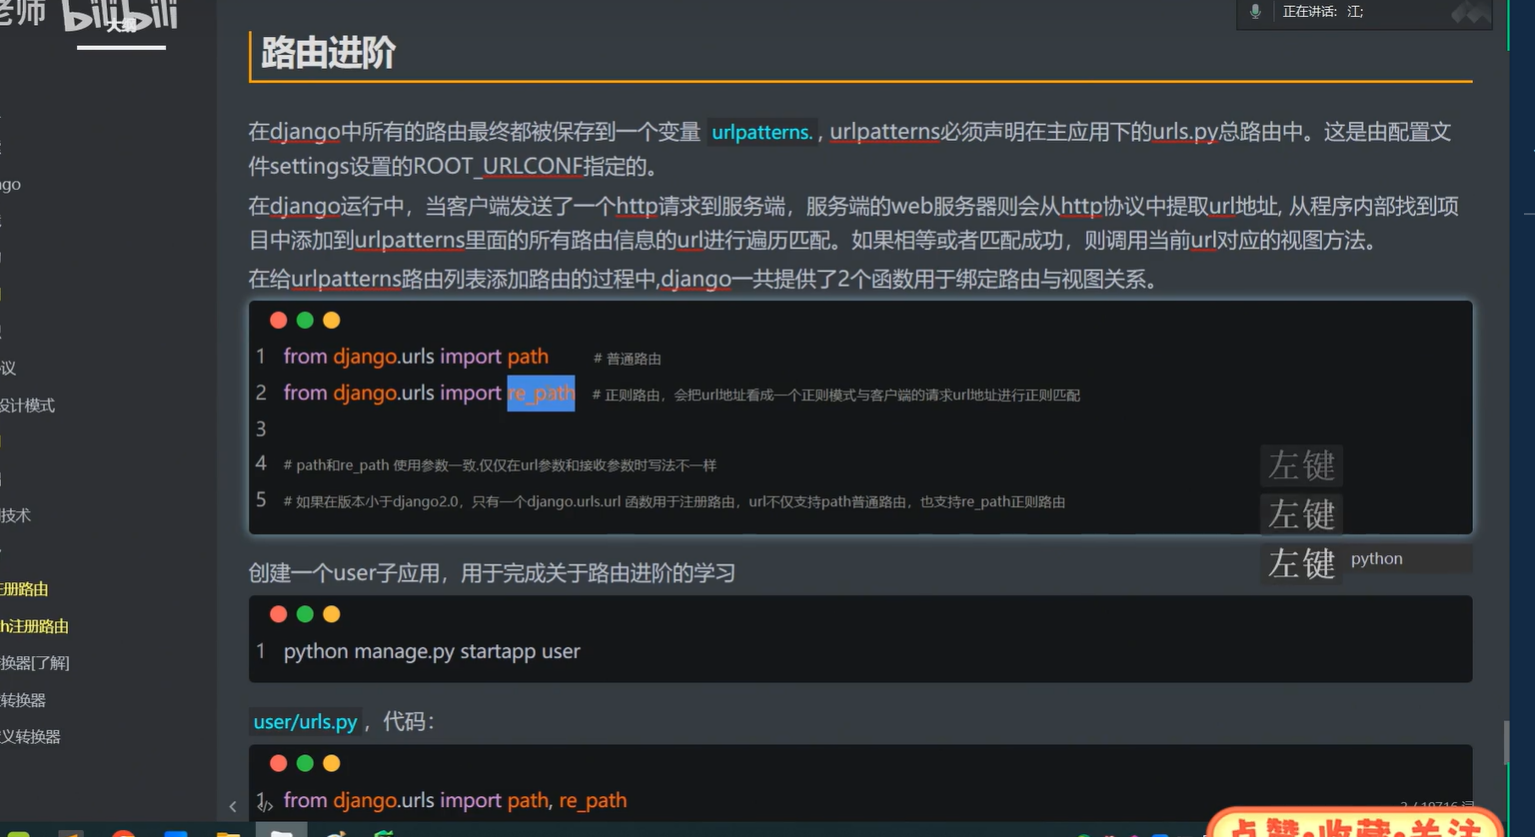 老师 bilibili
大纲
正在讲话: 江;
路由进阶
在django中所有的路由最终都被保存到一个变量 urlpatterns., urlpatterns必须声明在主应用下的urls.py总路由中。这是由配置文
件settings设置的ROOT_URLCONF指定的。
在django运行中，当客户端发送了一个http请求到服务端，服务端的web服务器则会从http协议中提取url地址, 从程序内部找到项
目中添加到urlpatterns里面的所有路由信息的url进行遍历匹配。如果相等或者匹配成功，则调用当前url对应的视图方法。
在给urlpatterns路由列表添加路由的过程中,django一共提供了2个函数用于绑定路由与视图关系。
1 from django.urls import path # 普通路由
2 from django.urls import re_path # 正则路由，会把url地址看成一个正则模式与客户端的请求url地址进行正则匹配
3
4 # path和re_path 使用参数一致.仅仅在url参数和接收参数时写法不一样
5 # 如果在版本小于django2.0，只有一个django.urls.url 函数用于注册路由，url不仅支持path普通路由，也支持re_path正则路由
左键
左键
左键 python
创建一个user子应用，用于完成关于路由进阶的学习
1 python manage.py startapp user
user/urls.py ，代码：
1 from django.urls import path, re_path
ngo
议
设计模式
技术
注册路由
h注册路由
换器[了解]
转换器
义转换器
点赞·收藏·关注